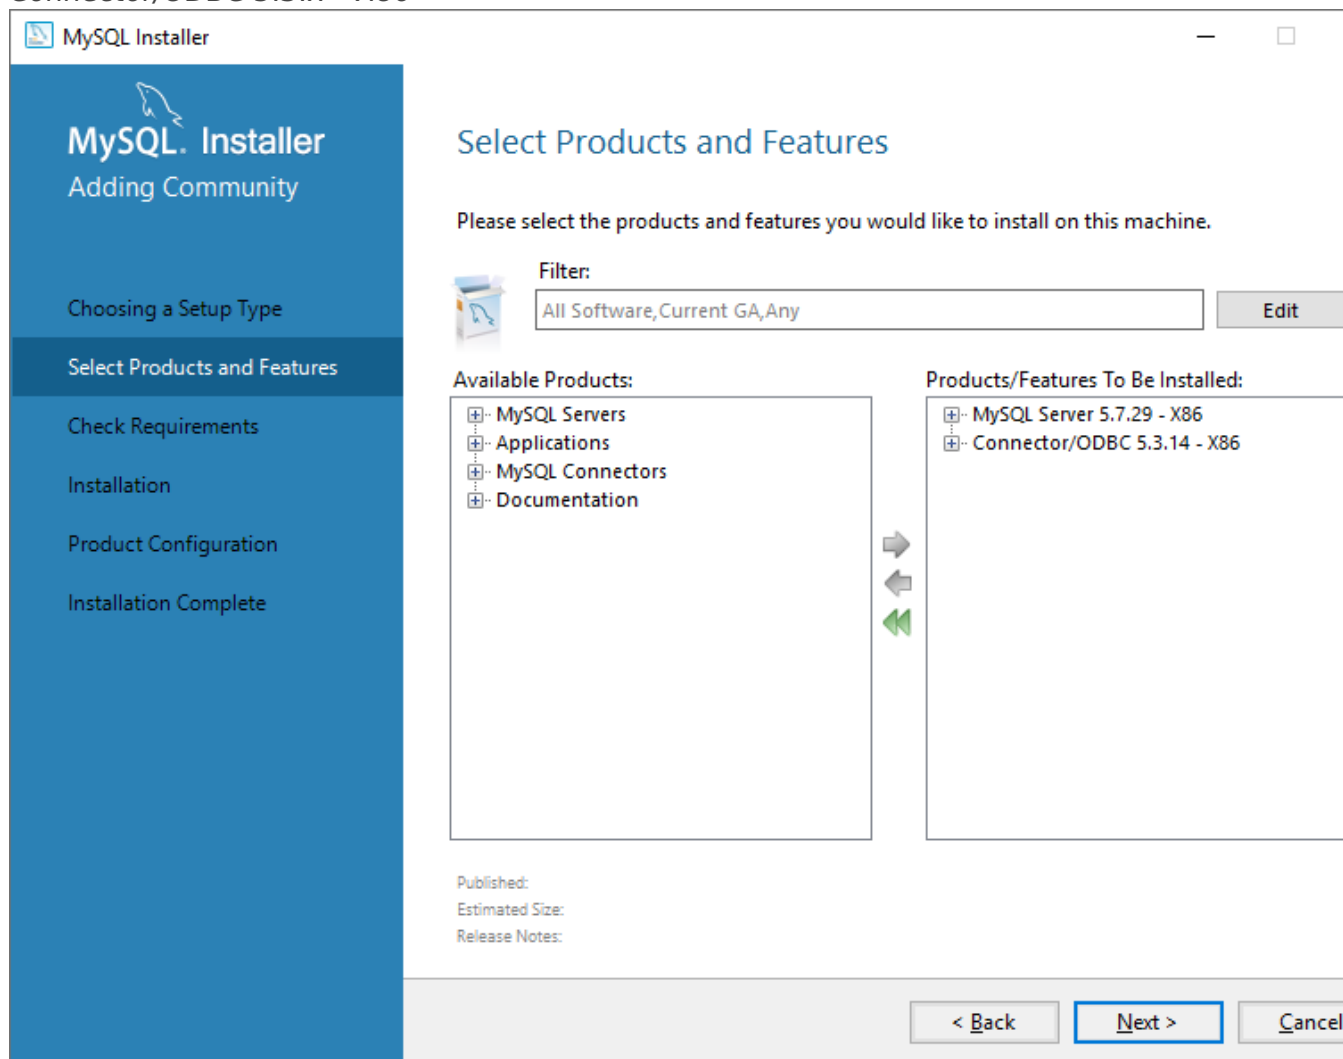 MySQL Installer
MySQL. Installer
Adding Community
Choosing a Setup Type
Select Products and Features
Check Requirements
Installation
Product Configuration
Installation Complete
Select Products and Features
Please select the products and features you would like to install on this machine.
Filter:
All Software,Current GA,Any
Edit
Available Products:
MySQL Servers
Applications
MySQL Connectors
Documentation
Products/Features To Be Installed:
MySQL Server 5.7.29 - X86
Connector/ODBC 5.3.14 - X86
Published:
Estimated Size:
Release Notes:
< Back
Next >
Cancel